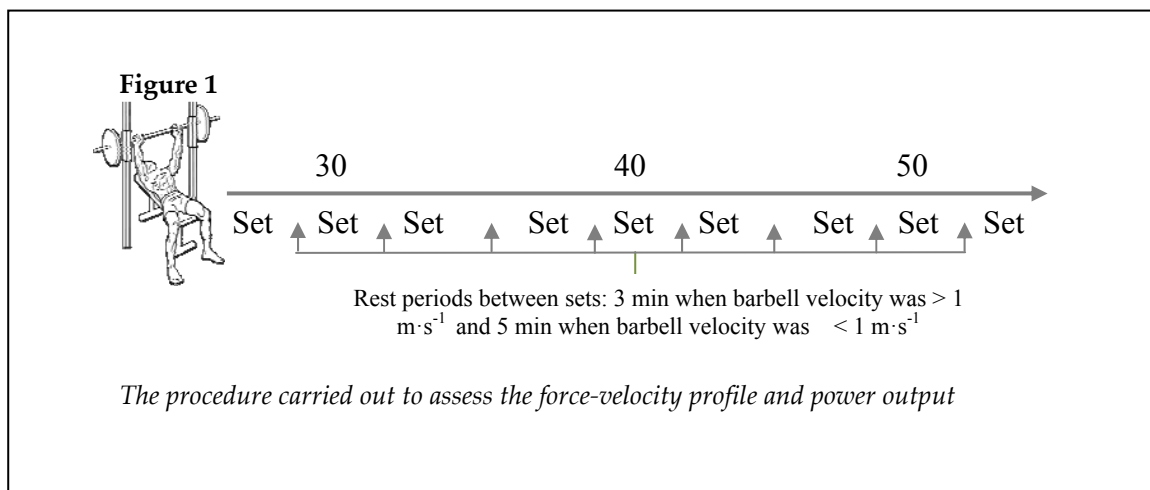 Figure 1
30 40 50
Set Set Set Set Set Set Set Set Set
Rest periods between sets: 3 min when barbell velocity was > 1
m·s⁻¹ and 5 min when barbell velocity was < 1 m·s⁻¹
The procedure carried out to assess the force-velocity profile and power output